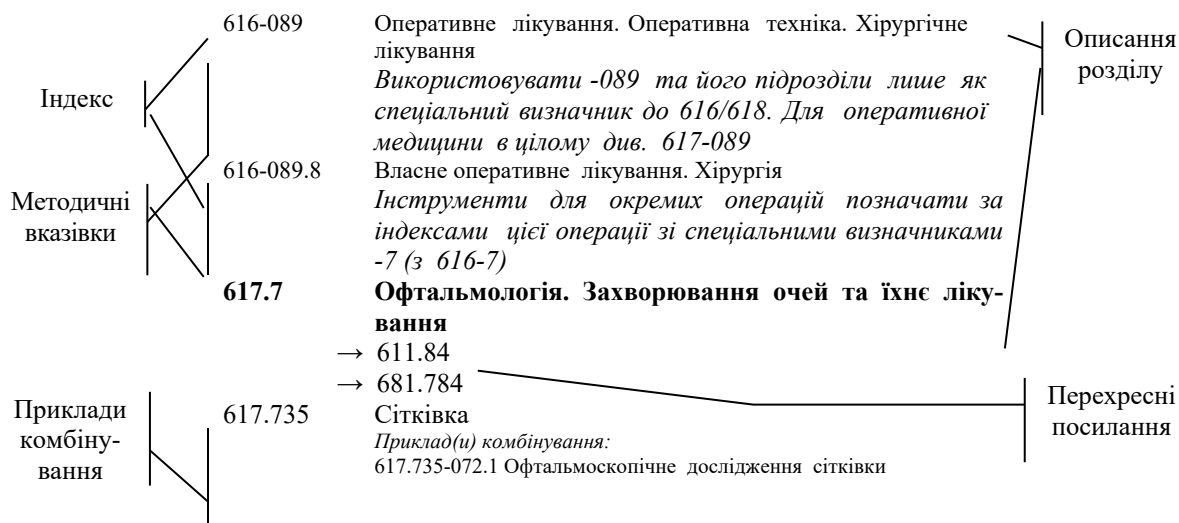 616-089 Оперативне лікування. Оперативна техніка. Хірургічне
лікування
Описання
розділу
Використовувати -089 та його підрозділи лише як
спеціальний визначник до 616/618. Для оперативної
медицини в цілому див. 617-089
Індекс
616-089.8 Власне оперативне лікування. Хірургія
Інструменти для окремих операцій позначати за
індексами цієї операції зі спеціальними визначниками
-7 (з 616-7)
Методичні
вказівки
617.7 Офтальмологія. Захворювання очей та їхнє ліку-
вання
→ 611.84
→ 681.784
Перехресні
посилання
617.735 Сітківка
Приклад(и) комбінування:
617.735-072.1 Офтальмоскопічне дослідження сітківки
Приклади
комбіну-
вання